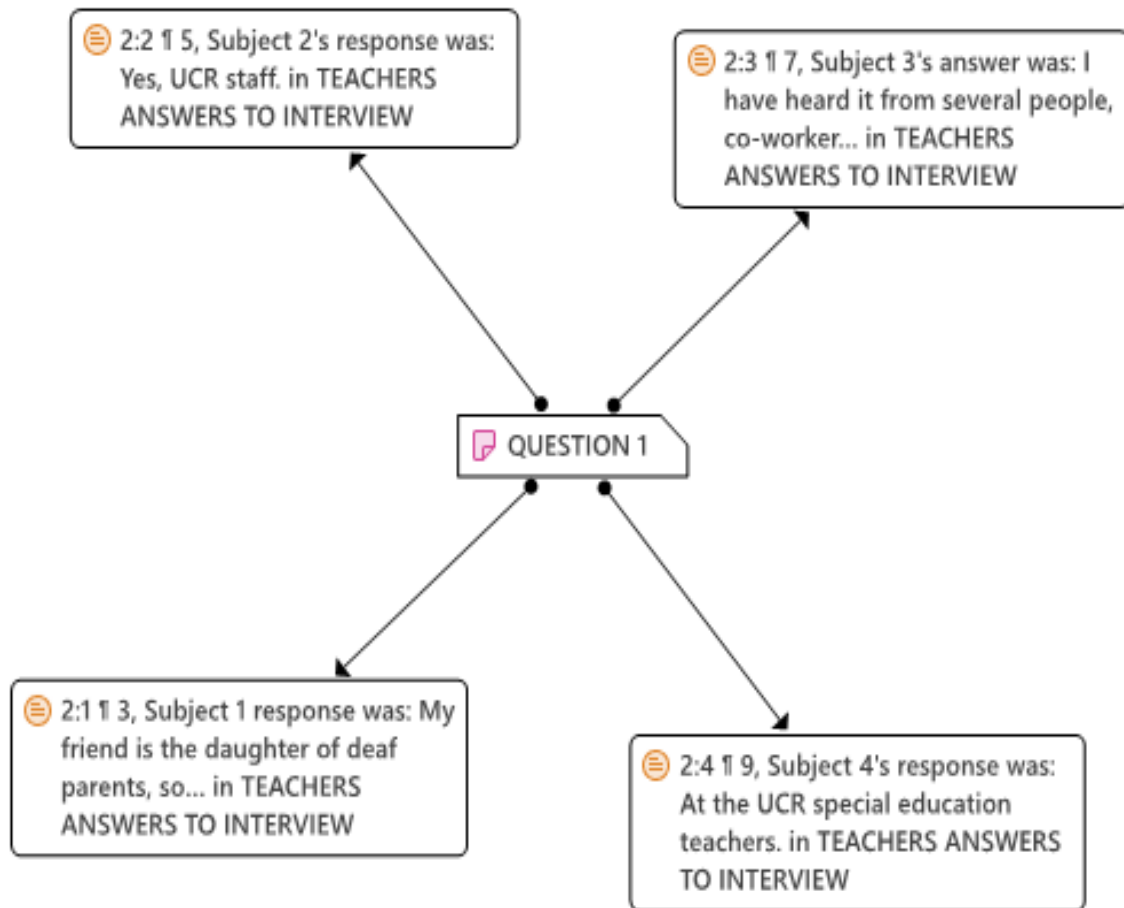 2:2 ¶ 5, Subject 2's response was:
Yes, UCR staff. in TEACHERS
ANSWERS TO INTERVIEW
2:3 ¶ 7, Subject 3's answer was: I
have heard it from several people,
co-worker... in TEACHERS
ANSWERS TO INTERVIEW
QUESTION 1
2:1 ¶ 3, Subject 1 response was: My
friend is the daughter of deaf
parents, so... in TEACHERS
ANSWERS TO INTERVIEW
2:4 ¶ 9, Subject 4's response was:
At the UCR special education
teachers. in TEACHERS ANSWERS
TO INTERVIEW